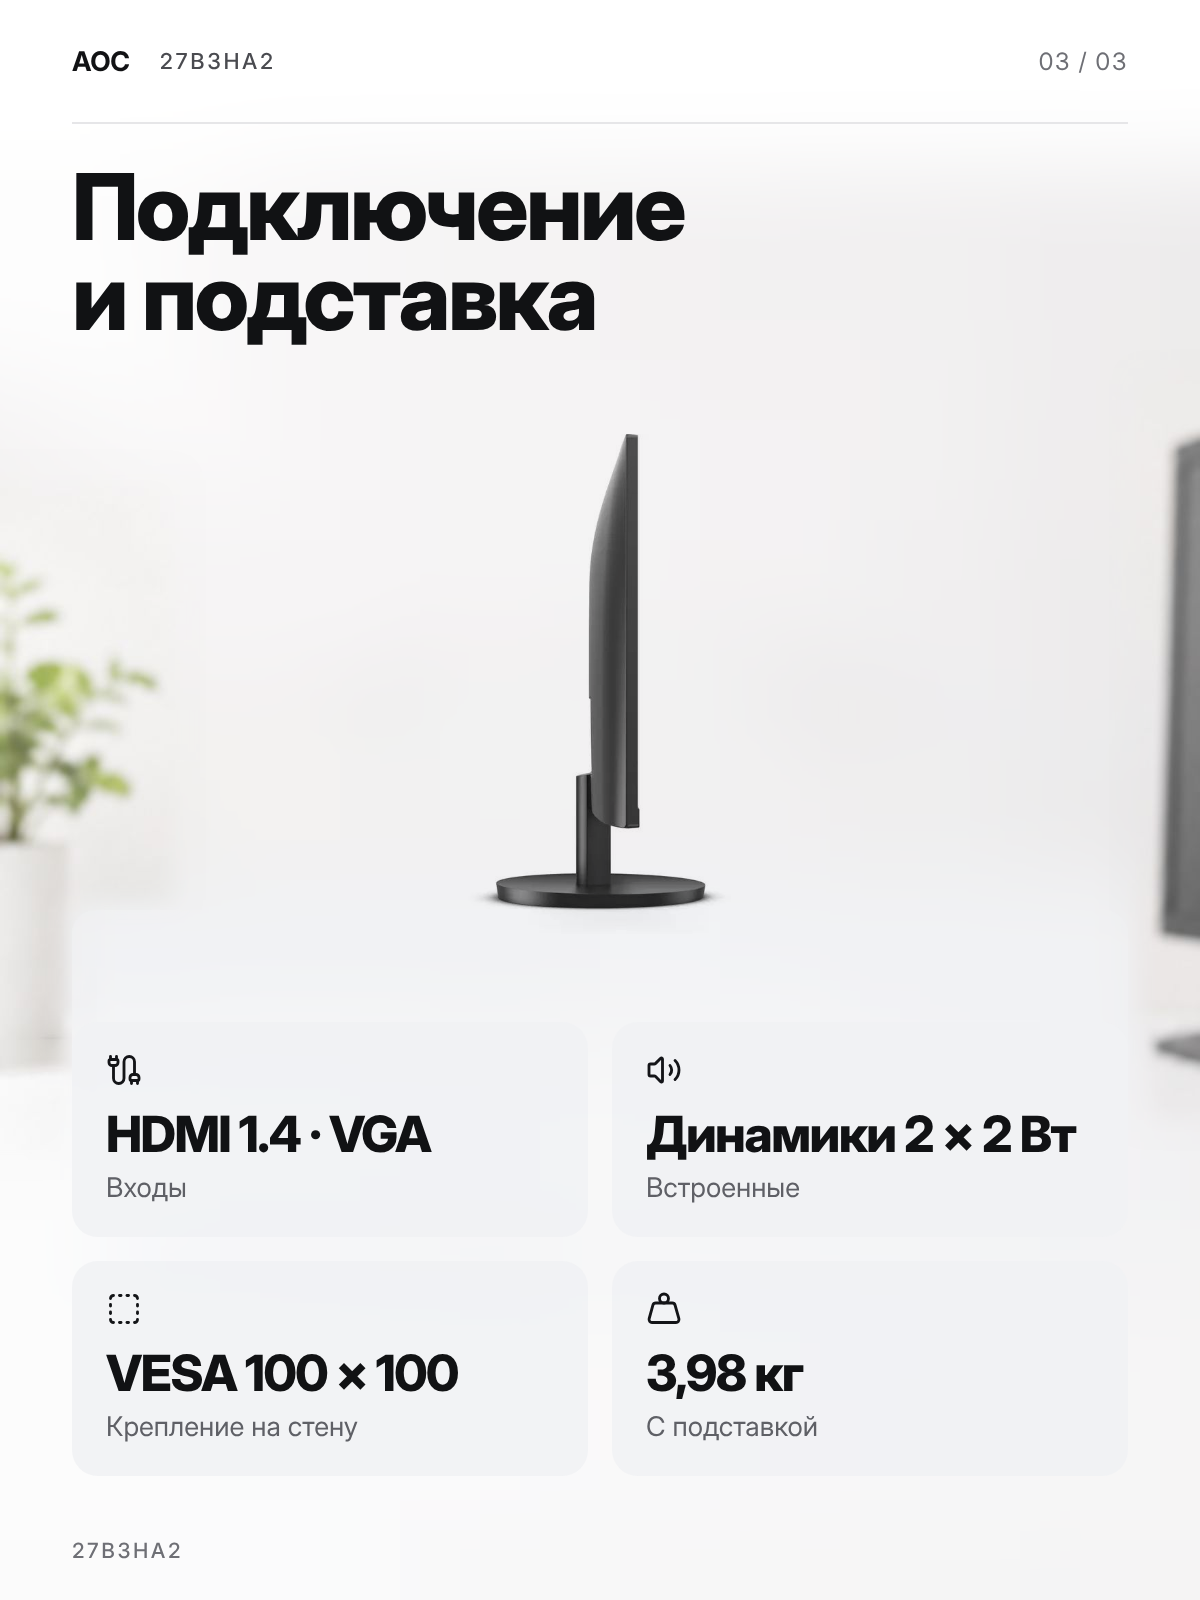 AOC 27B3HA2 03 / 03
Подключение
и подставка
HDMI 1.4 · VGA
Входы
Динамики 2 × 2 Вт
Встроенные
VESA 100 × 100
Крепление на стену
3,98 кг
С подставкой
27B3HA2